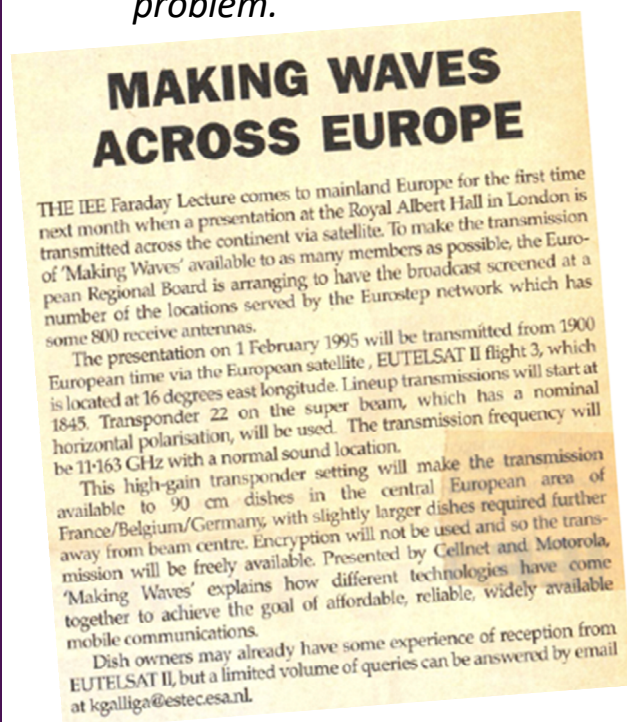 problem.
MAKING WAVES
ACROSS EUROPE
THE IEE Faraday Lecture comes to mainland Europe for the first time
next month when a presentation at the Royal Albert Hall in London is
transmitted across the continent via satellite. To make the transmission
of 'Making Waves' available to as many members as possible, the Euro-
pean Regional Board is arranging to have the broadcast screened at a
number of the locations served by the Eurostep network which has
some 800 receive antennas.
The presentation on 1 February 1995 will be transmitted from 1900
European time via the European satellite , EUTELSAT II flight 3, which
is located at 16 degrees east longitude. Lineup transmissions will start at
1845. Transponder 22 on the super beam, which has a nominal
horizontal polarisation, will be used. The transmission frequency will
be 11·163 GHz with a normal sound location.
This high-gain transponder setting will make the transmission
available to 90 cm dishes in the central European area of
France/Belgium/Germany, with slightly larger dishes required further
away from beam centre. Encryption will not be used and so the trans-
mission will be freely available. Presented by Cellnet and Motorola,
'Making Waves' explains how different technologies have come
together to achieve the goal of affordable, reliable, widely available
mobile communications.
Dish owners may already have some experience of reception from
EUTELSAT II, but a limited volume of queries can be answered by email
at kgalliga@estec.esa.nl.